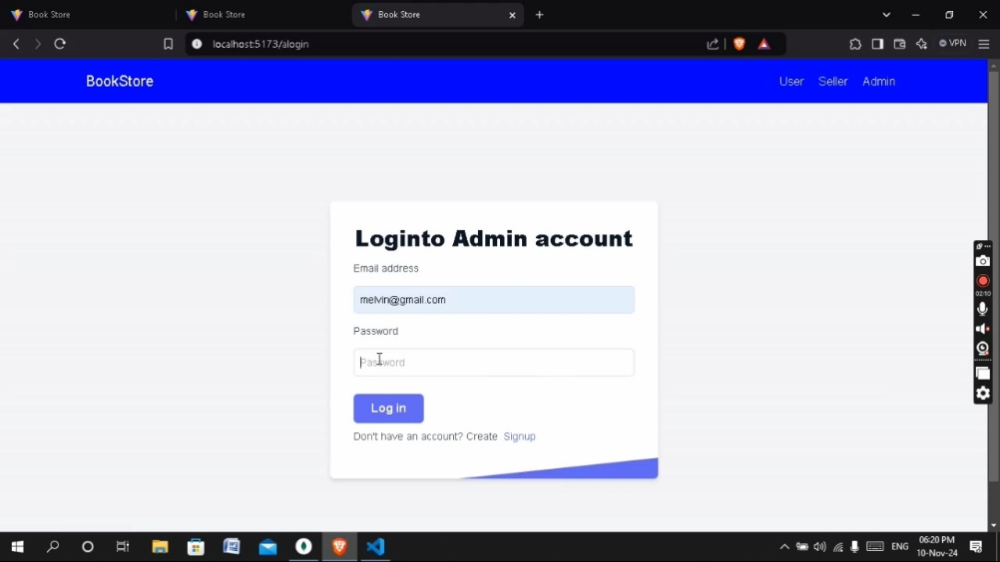 Book Store
Book Store
Book Store
localhost:5173/alogin
VPN
BookStore
User Seller Admin
Loginto Admin account
Email address
melvin@gmail.com
Password
Password
Log in
Don't have an account? Create Signup
02:10
ENG
06:20 PM
10-Nov-24